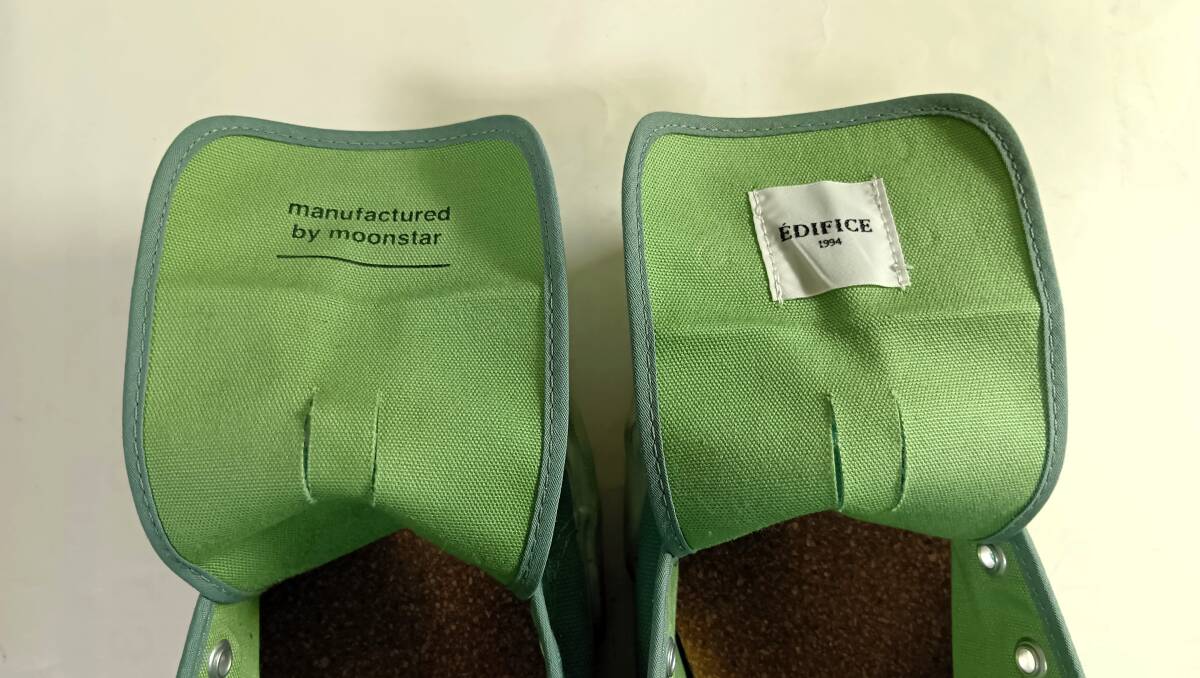 manufactured
by moonstar
ÉDIFICE
1994